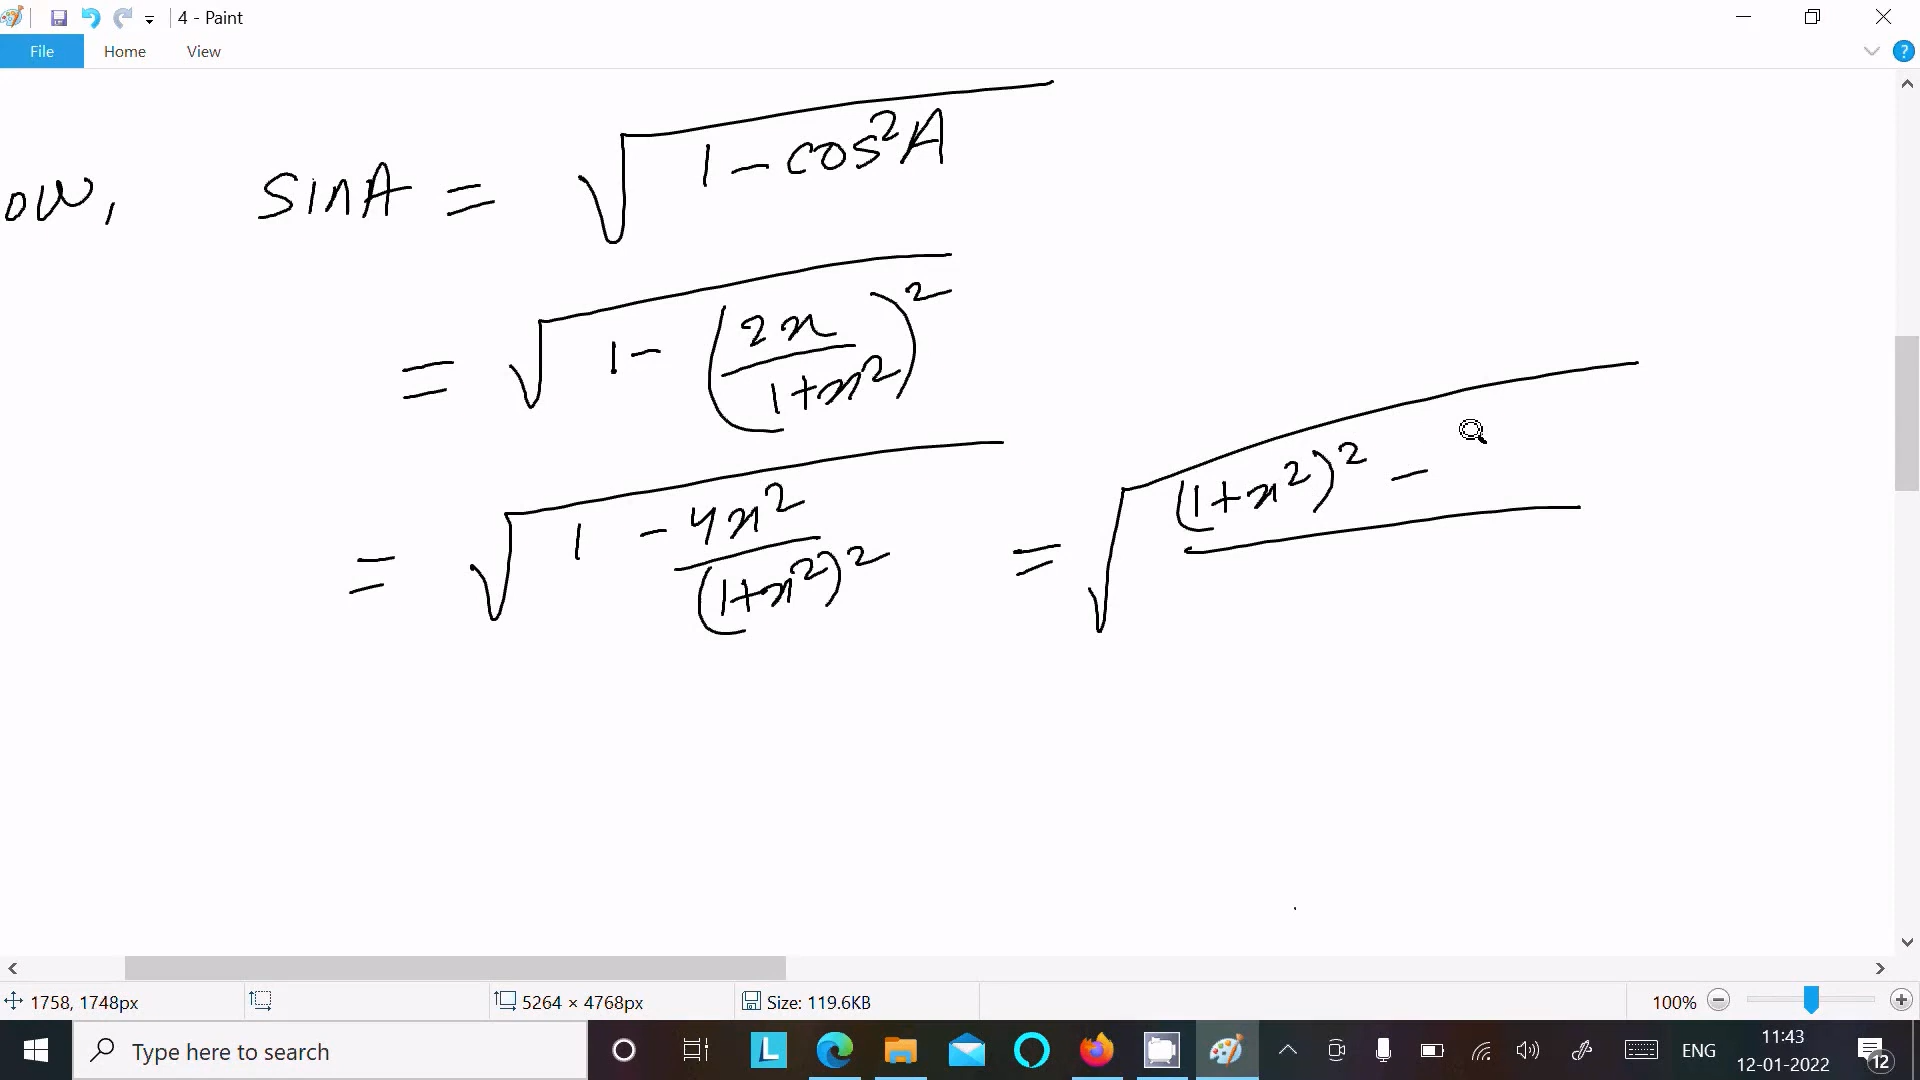 4 - Paint
File Home View
ow, sinA = √(1 - cos²A)
= √(1 - (2x/(1+x²))²)
= √(1 - 4x²/(1+x²)²) = √((1+x²)² -
1758, 1748px 5264 × 4768px Size: 119.6KB 100%
Type here to search L ENG 11:43
12-01-2022 12